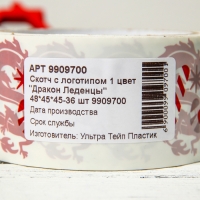 АРТ 9909700
Скотч с логотипом 1 цвет
"Дракон Леденцы"
48*45*45-36 шт 9909700
Дата производства
Срок службы
Изготовитель: Ультра Тейп Пластик